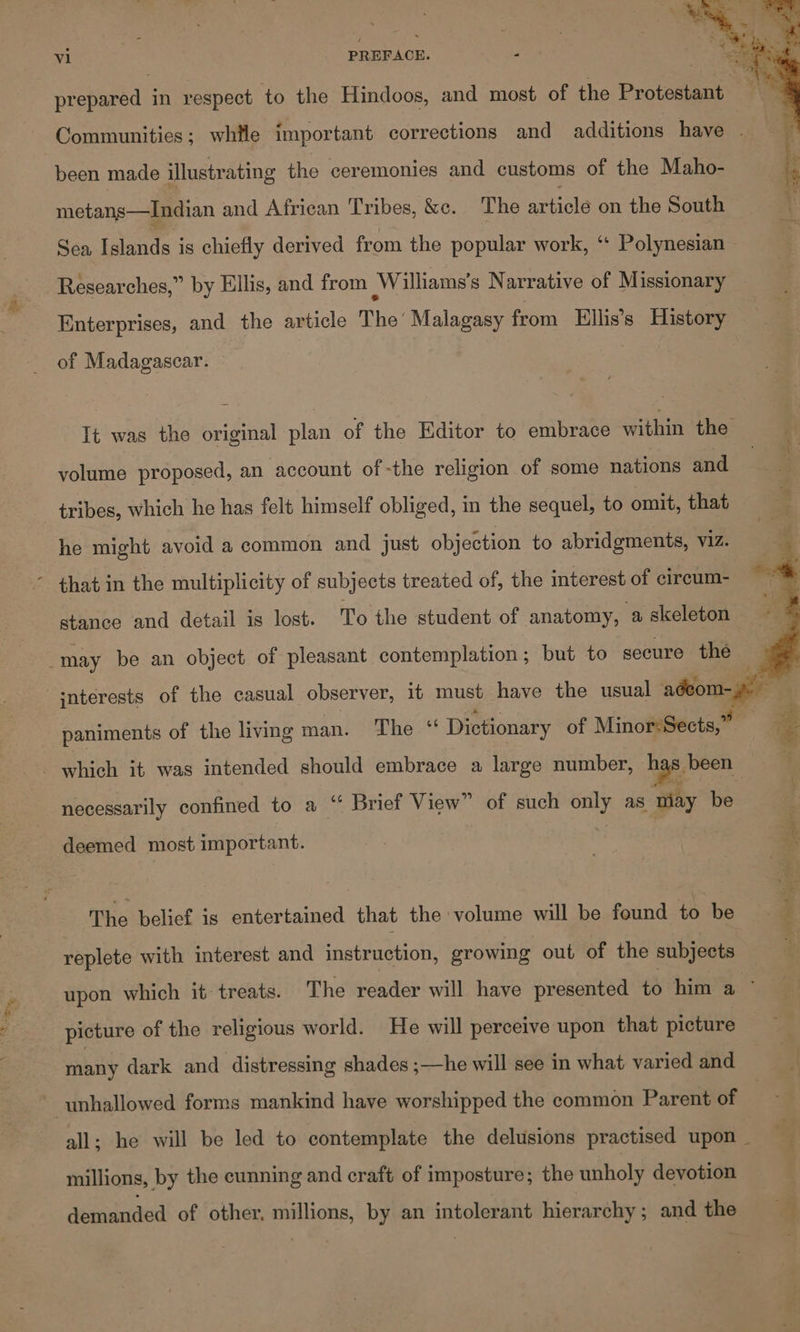 vi PREFACE.
prepared in respect to the Hindoos, and most of the Protestant
Communities; while important corrections and additions have
been made illustrating the ceremonies and customs of the Maho-
metans—Indian and African Tribes, &c. The article on the South
Sea Islands is chiefly derived from the popular work, “ Polynesian
Researches,” by Ellis, and from Williams's Narrative of Missionary
Enterprises, and the article The Malagasy from Ellis's History
of Madagascar.
It was the original plan of the Editor to embrace within the
volume proposed, an account of the religion of some nations and
tribes, which he has felt himself obliged, in the sequel, to omit, that
he might avoid a common and just objection to abridgments, viz.
that in the multiplicity of subjects treated of, the interest of circum-
stance and detail is lost. To the student of anatomy, a skeleton
may be an object of pleasant contemplation; but to secure the
interests of the casual observer, it must have the usual accom-
paniments of the living man. The “ Dictionary of Minor Sects,”
which it was intended should embrace a large number, has been
necessarily confined to a “ Brief View” of such only as may be
deemed most important.
The belief is entertained that the volume will be found to be
replete with interest and instruction, growing out of the subjects
upon which it treats. The reader will have presented to him a
picture of the religious world. He will perceive upon that picture
many dark and distressing shades;—he will see in what varied and
unhallowed forms mankind have worshipped the common Parent of
all; he will be led to contemplate the delusions practised upon
millions, by the cunning and craft of imposture; the unholy devotion
demanded of other millions, by an intolerant hierarchy; and the